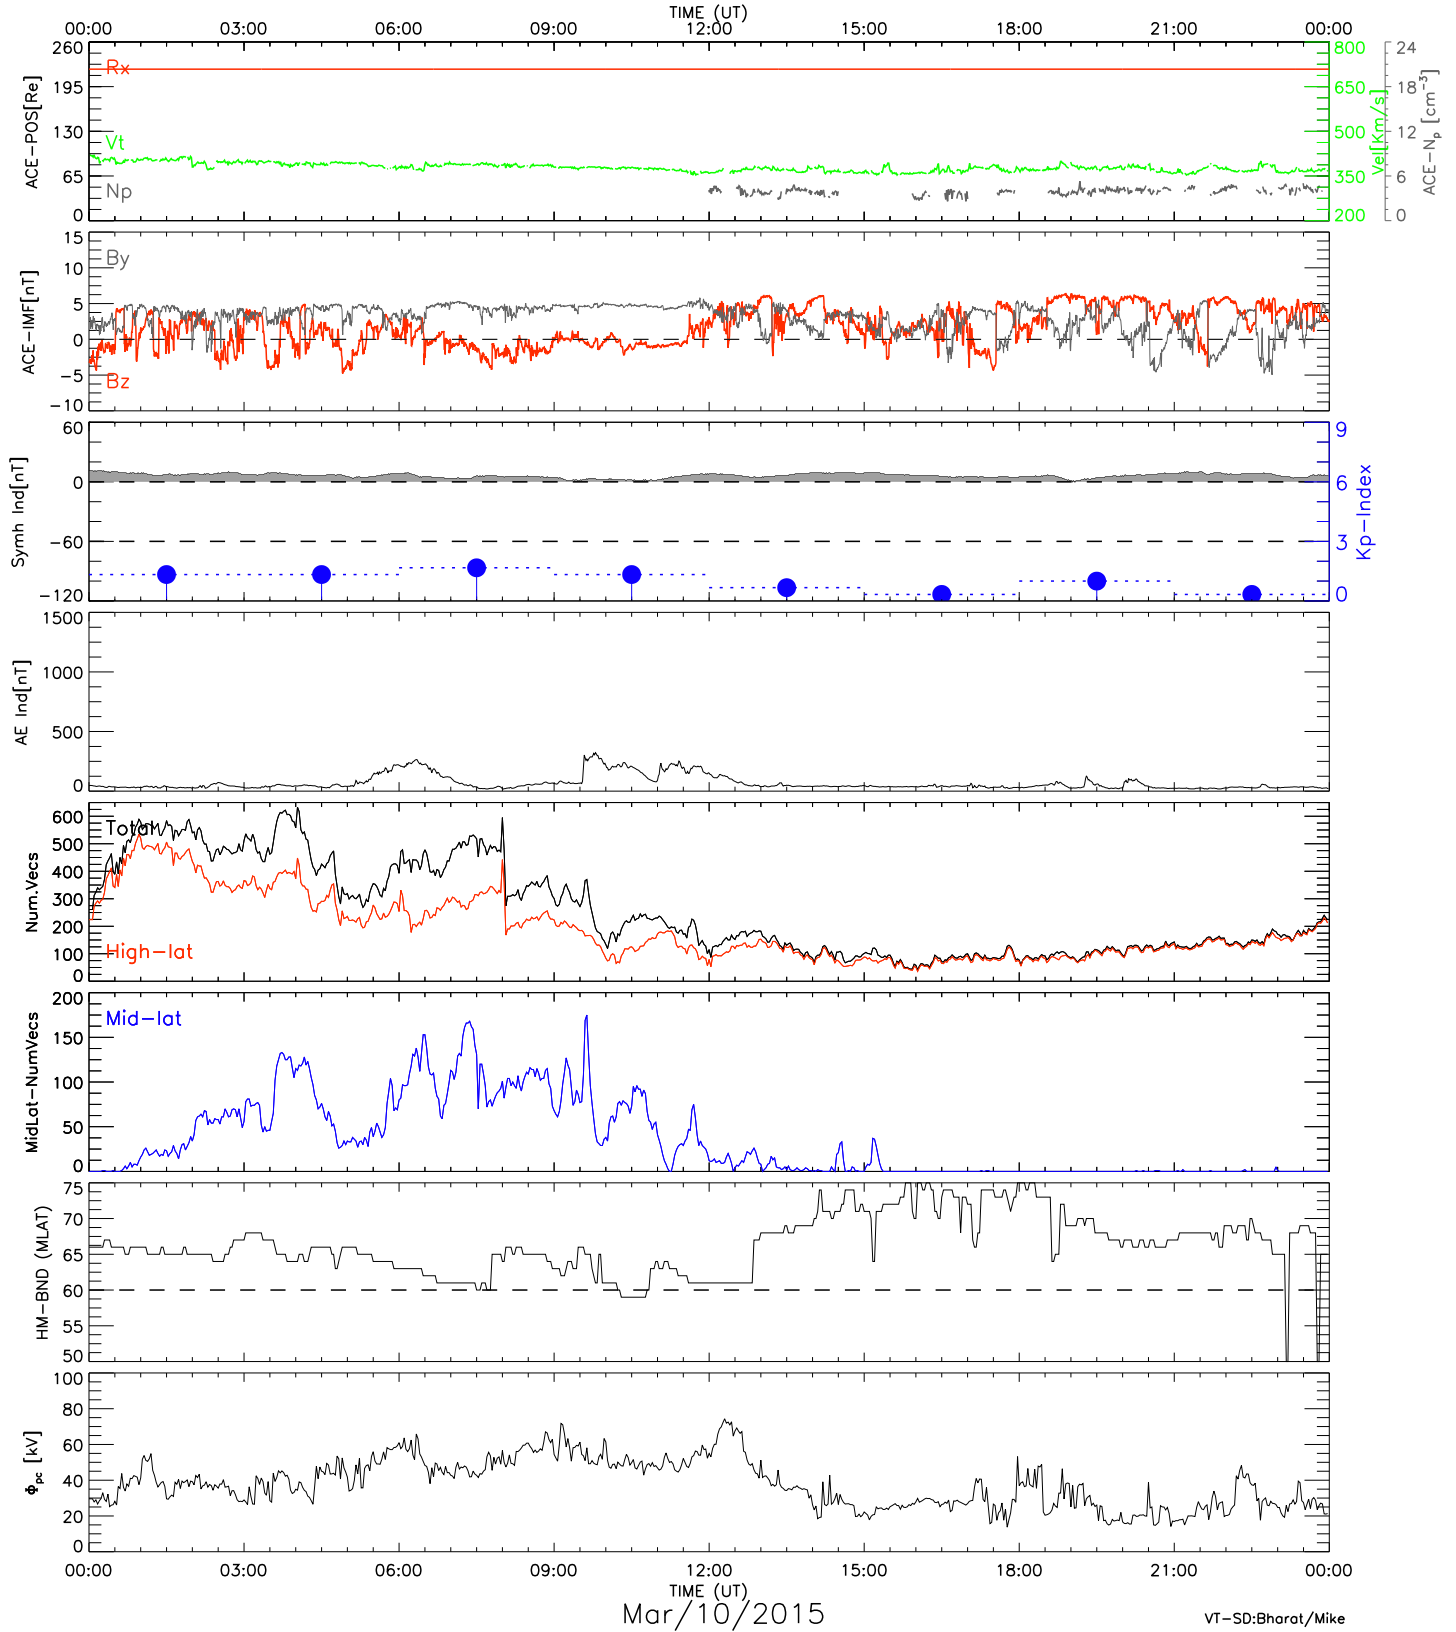 TIME (UT)
00:00 03:00 06:00 09:00 12:00 15:00 18:00 21:00 00:00
260 195 130 65 0
ACE-POS[Re]
Rx
Vt
Np
800 650 500 350 200
Vel[Km/s]
24 18 12 6 0
ACE-Np [cm-3]
15 10 5 0 -5 -10
ACE-IMF[nT]
By
Bz
60 0 -60 -120
Symh Ind[nT]
9 6 3 0
Kp-Index
1500 1000 500 0
AE Ind[nT]
600 500 400 300 200 100 0
Num.Vecs
Total
High-lat
200 150 100 50 0
MidLat-NumVecs
Mid-lat
75 70 65 60 55 50
HM-BND (MLAT)
100 80 60 40 20 0
Φpc [kV]
00:00 03:00 06:00 09:00 12:00 15:00 18:00 21:00 00:00
TIME (UT)
Mar/10/2015
VT-SD:Bharat/Mike